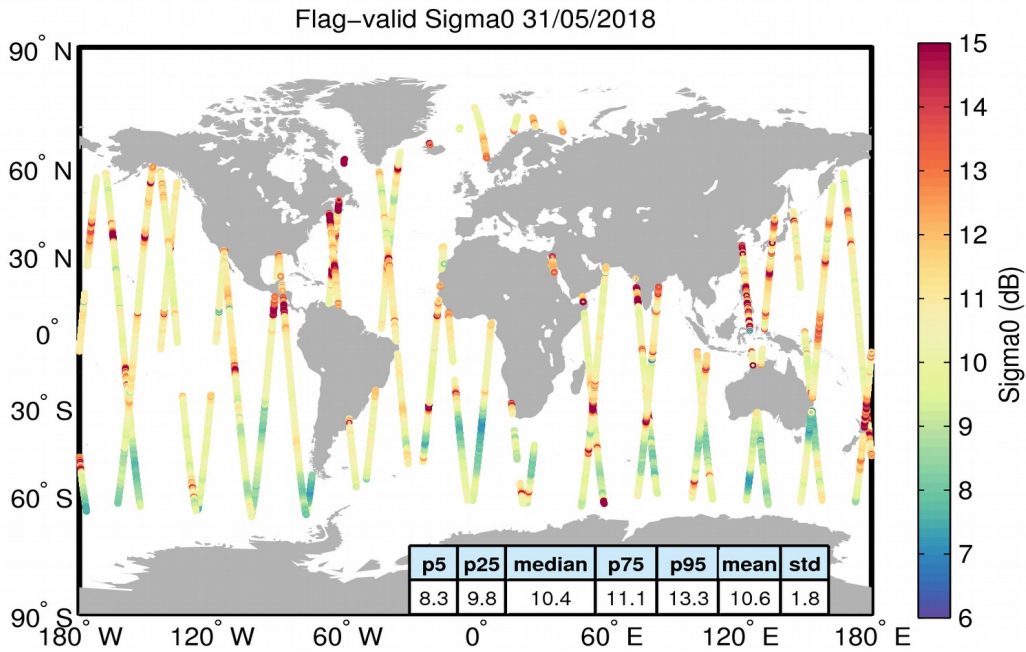 Flag–valid Sigma0 31/05/2018
90° N
60° N
30° N
0°
30° S
60° S
90° S
180° W
120° W
60° W
0°
60° E
120° E
180° E
p5 p25 median p75 p95 mean std
8.3 9.8 10.4 11.1 13.3 10.6 1.8
15
14
13
12
11
10
9
8
7
6
Sigma0 (dB)